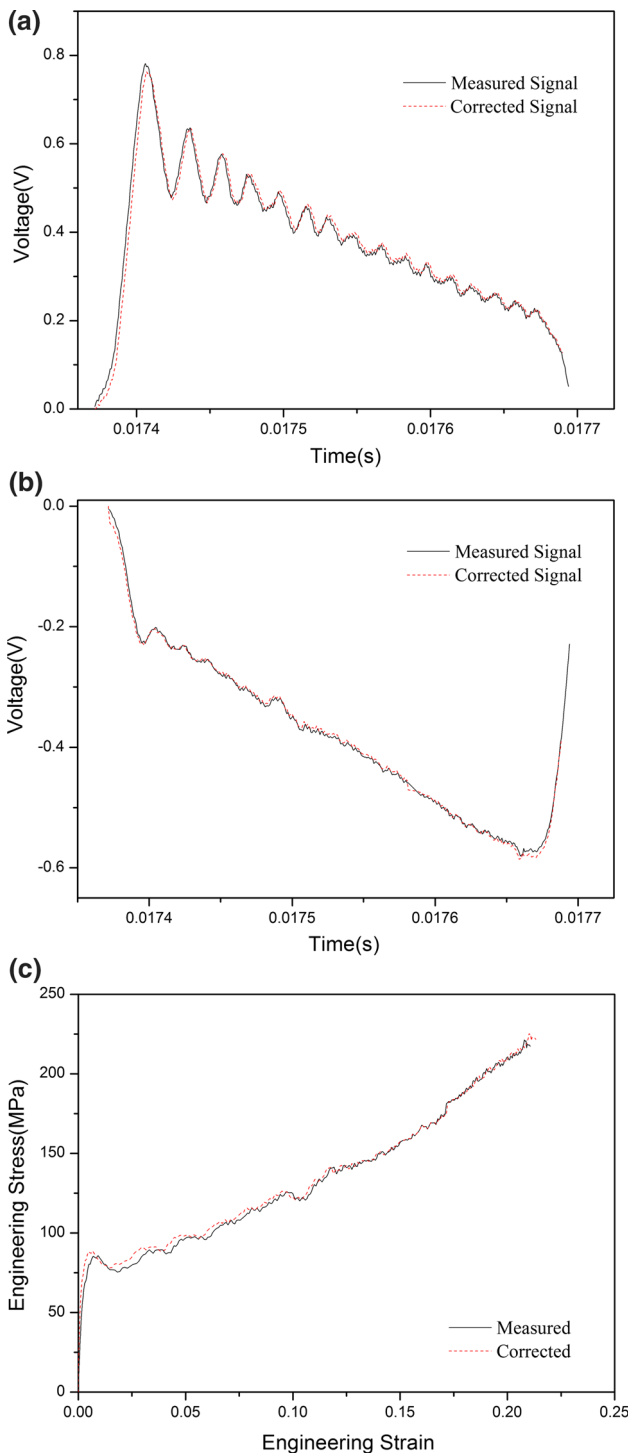 (a)
0.8
0.6
0.4
0.2
0.0
Voltage(V)
Measured Signal
Corrected Signal
0.0174
0.0175
0.0176
0.0177
Time(s)
(b)
0.0
-0.2
-0.4
-0.6
Voltage(V)
Measured Signal
Corrected Signal
0.0174
0.0175
0.0176
0.0177
Time(s)
(c)
250
200
150
100
50
0
Engineering Stress(MPa)
Measured
Corrected
0.00
0.05
0.10
0.15
0.20
0.25
Engineering Strain